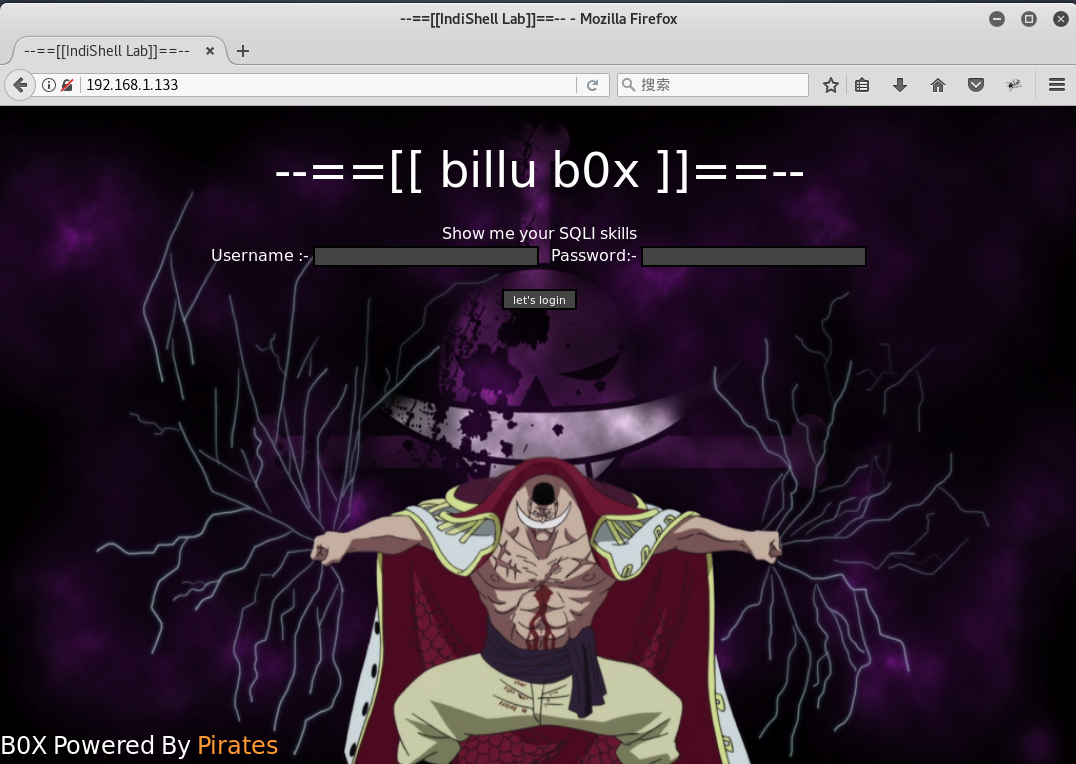 --==[[IndiShell Lab]]==-- - Mozilla Firefox
--==[[IndiShell Lab]]==--
192.168.1.133
搜索
--==[[ billu b0x ]]==--
Show me your SQLI skills
Username :- Password:-
let's login
B0X Powered By Pirates